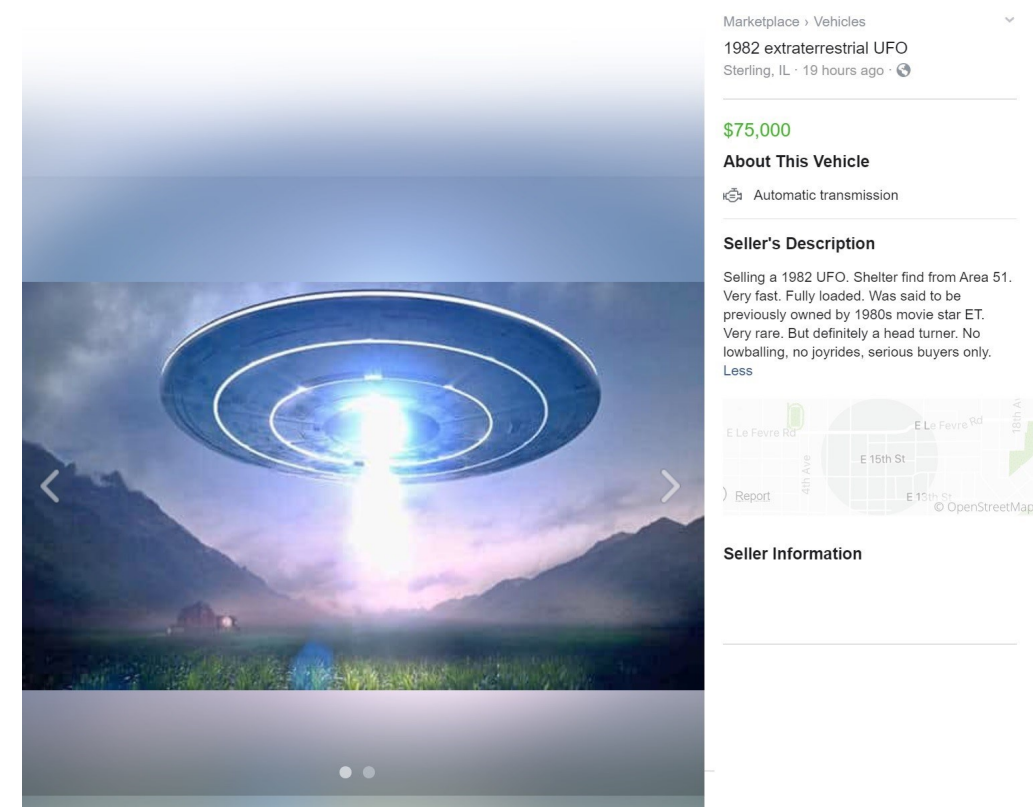 Marketplace › Vehicles
1982 extraterrestrial UFO
Sterling, IL · 19 hours ago ·
$75,000
About This Vehicle
Automatic transmission
Seller's Description
Selling a 1982 UFO. Shelter find from Area 51.
Very fast. Fully loaded. Was said to be
previously owned by 1980s movie star ET.
Very rare. But definitely a head turner. No
lowballing, no joyrides, serious buyers only.
Less
E Le Fevre Rd
E Le Fevre Rd
18th A
E 15th St
4th Ave
Report
E 13th St
© OpenStreetMap
Seller Information